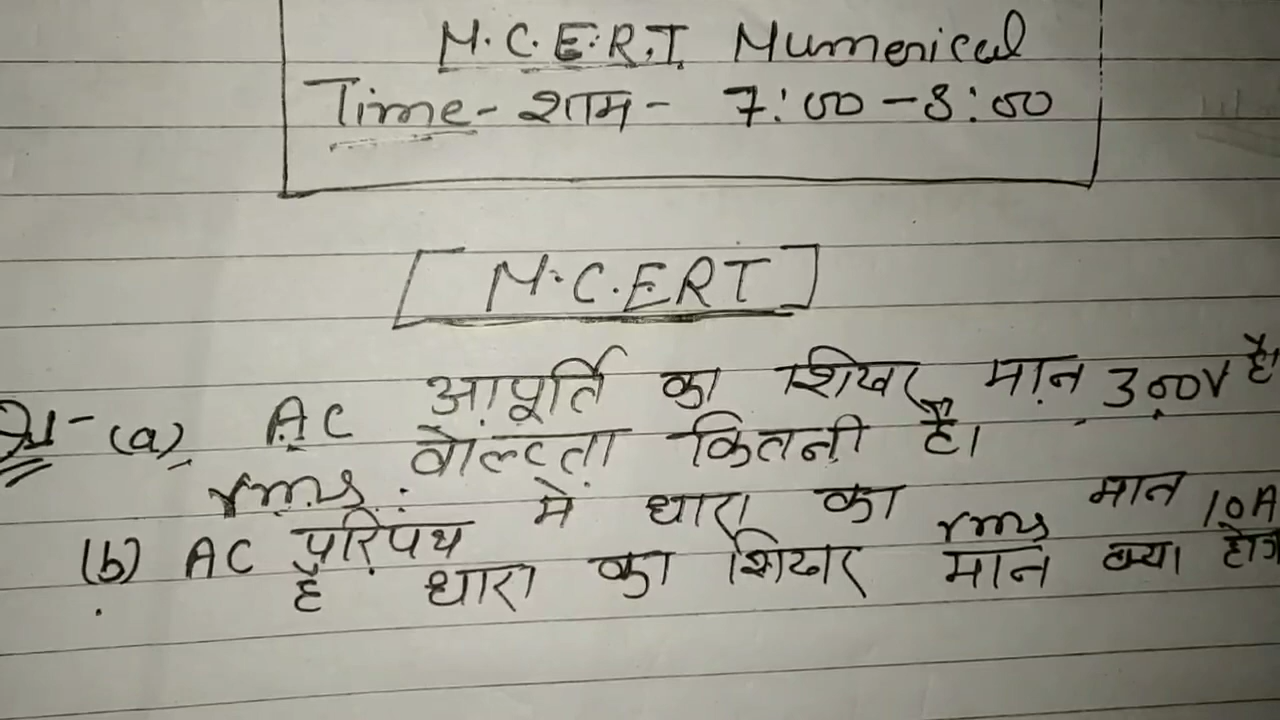 N.C.E.R.T Numerical
Time- शाम- 7:00-8:00
[N.C.ERT]
प्र1- (a) AC आपूर्ति का शिखर मान 300V है।
rms वोल्टता कितनी है।
(b) AC परिपथ में धारा का rms मान 10A
है धारा का शिखर मान क्या